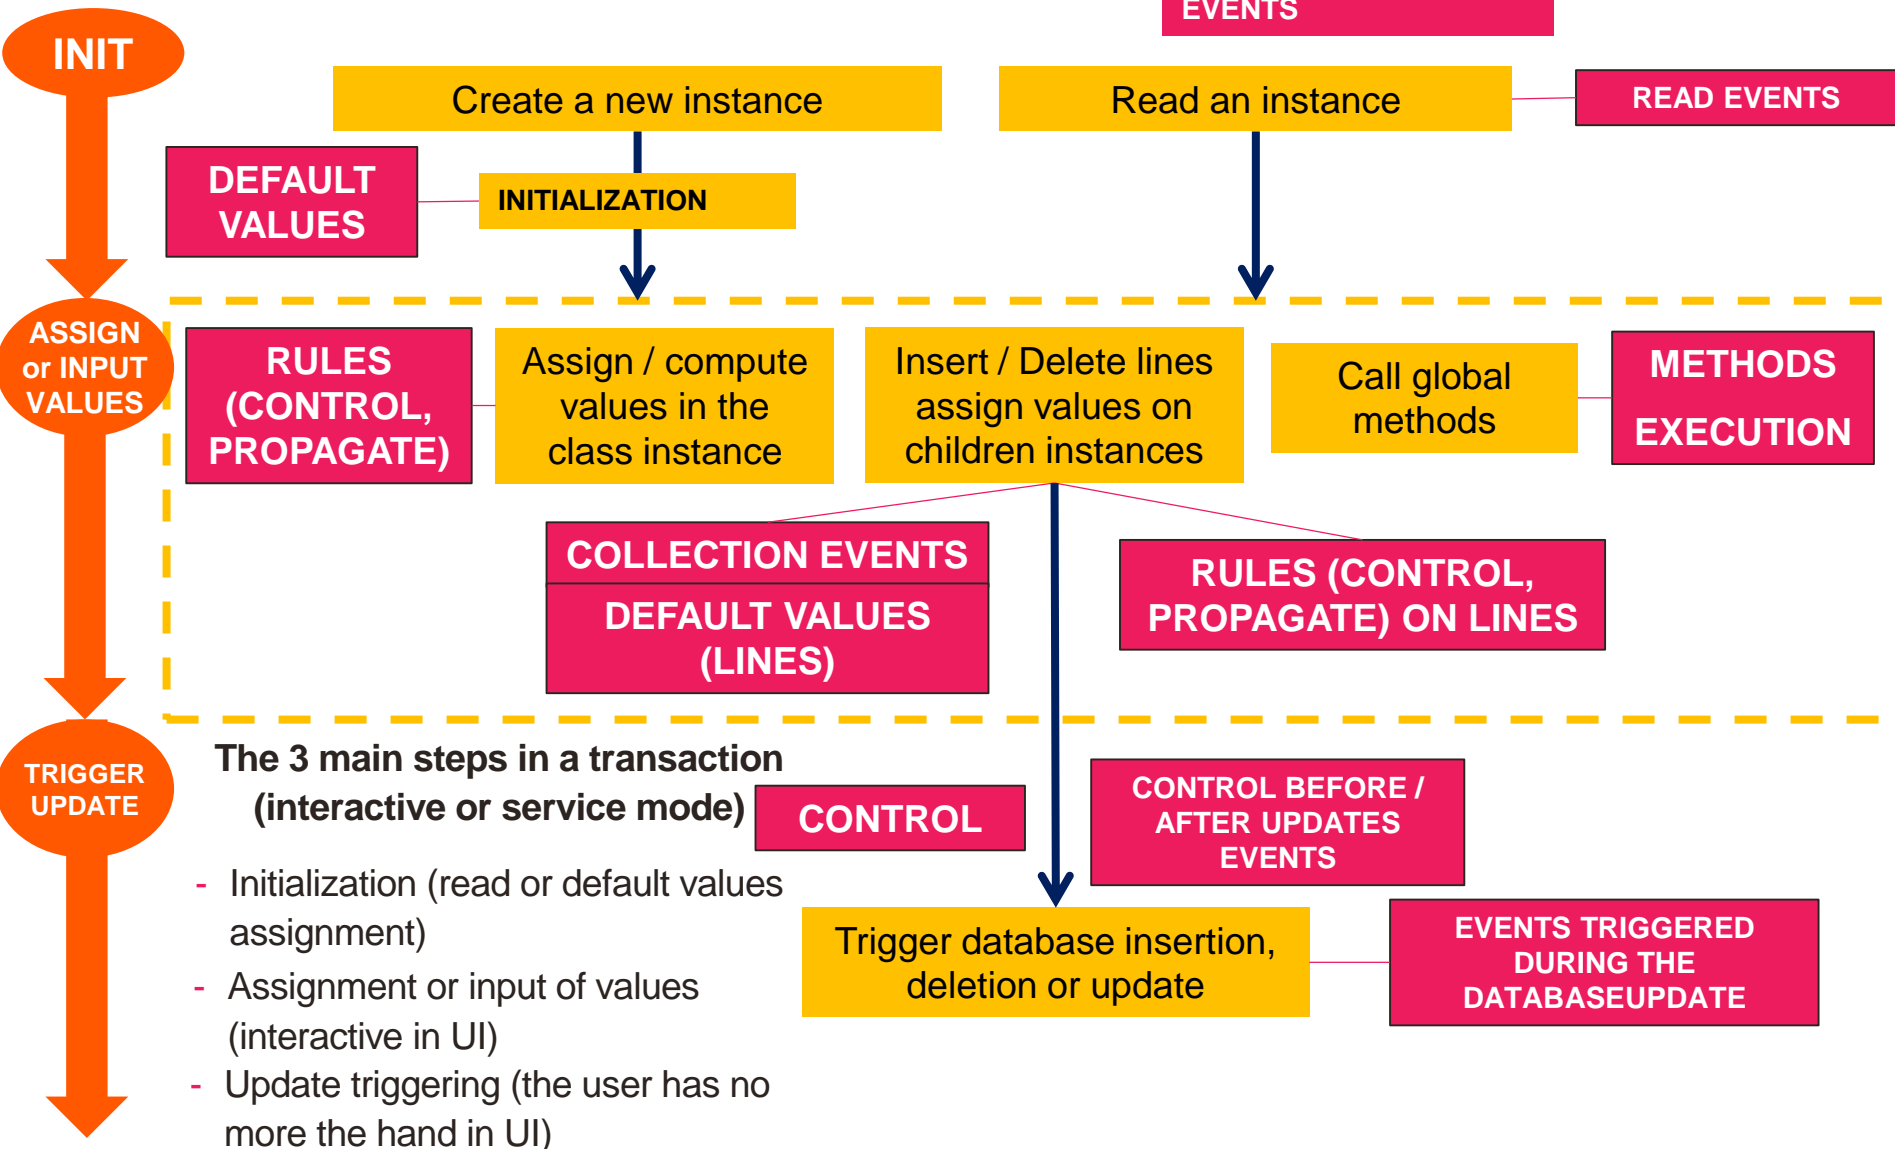 EVENTS
INIT
Create a new instance
Read an instance
READ EVENTS
DEFAULT
VALUES
INITIALIZATION
ASSIGN
or INPUT
VALUES
RULES
(CONTROL,
PROPAGATE)
Assign / compute
values in the
class instance
Insert / Delete lines
assign values on
children instances
Call global
methods
METHODS
EXECUTION
COLLECTION EVENTS
DEFAULT VALUES
(LINES)
RULES (CONTROL,
PROPAGATE) ON LINES
TRIGGER
UPDATE
The 3 main steps in a transaction
(interactive or service mode)
CONTROL
CONTROL BEFORE /
AFTER UPDATES
EVENTS
- Initialization (read or default values
assignment)
- Assignment or input of values
(interactive in UI)
- Update triggering (the user has no
more the hand in UI)
Trigger database insertion,
deletion or update
EVENTS TRIGGERED
DURING THE
DATABASEUPDATE